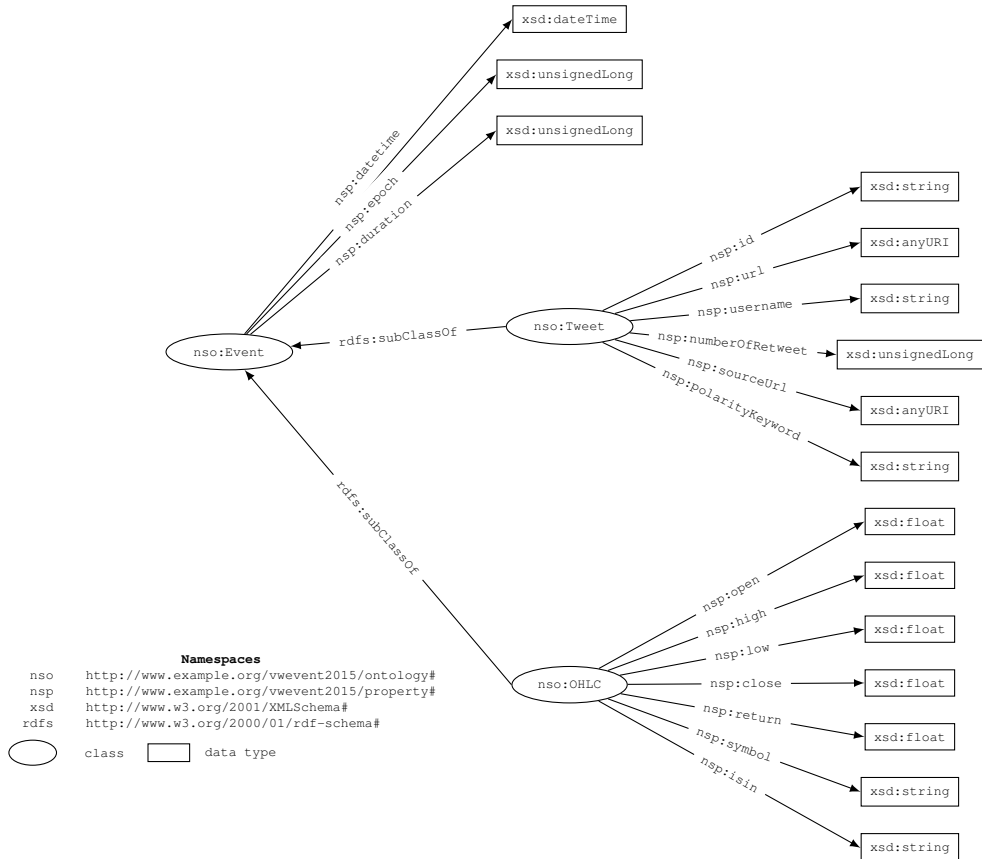 xsd:dateTime
xsd:unsignedLong
xsd:unsignedLong
nsp:datetime
nsp:epoch
nsp:duration
xsd:string
nsp:id
xsd:anyURI
nsp:url
xsd:string
nsp:username
nso:Tweet
rdfs:subClassOf
nso:Event
nsp:numberOfRetweet
xsd:unsignedLong
nsp:sourceUrl
xsd:anyURI
nsp:polarityKeyword
xsd:string
rdfs:subClassOf
xsd:float
nsp:open
xsd:float
nsp:high
xsd:float
nsp:low
nso:OHLC
nsp:close
xsd:float
nsp:return
xsd:float
nsp:symbol
xsd:string
nsp:isin
xsd:string
Namespaces
nso http://www.example.org/vwevent2015/ontology#
nsp http://www.example.org/vwevent2015/property#
xsd http://www.w3.org/2001/XMLSchema#
rdfs http://www.w3.org/2000/01/rdf-schema#
class data type